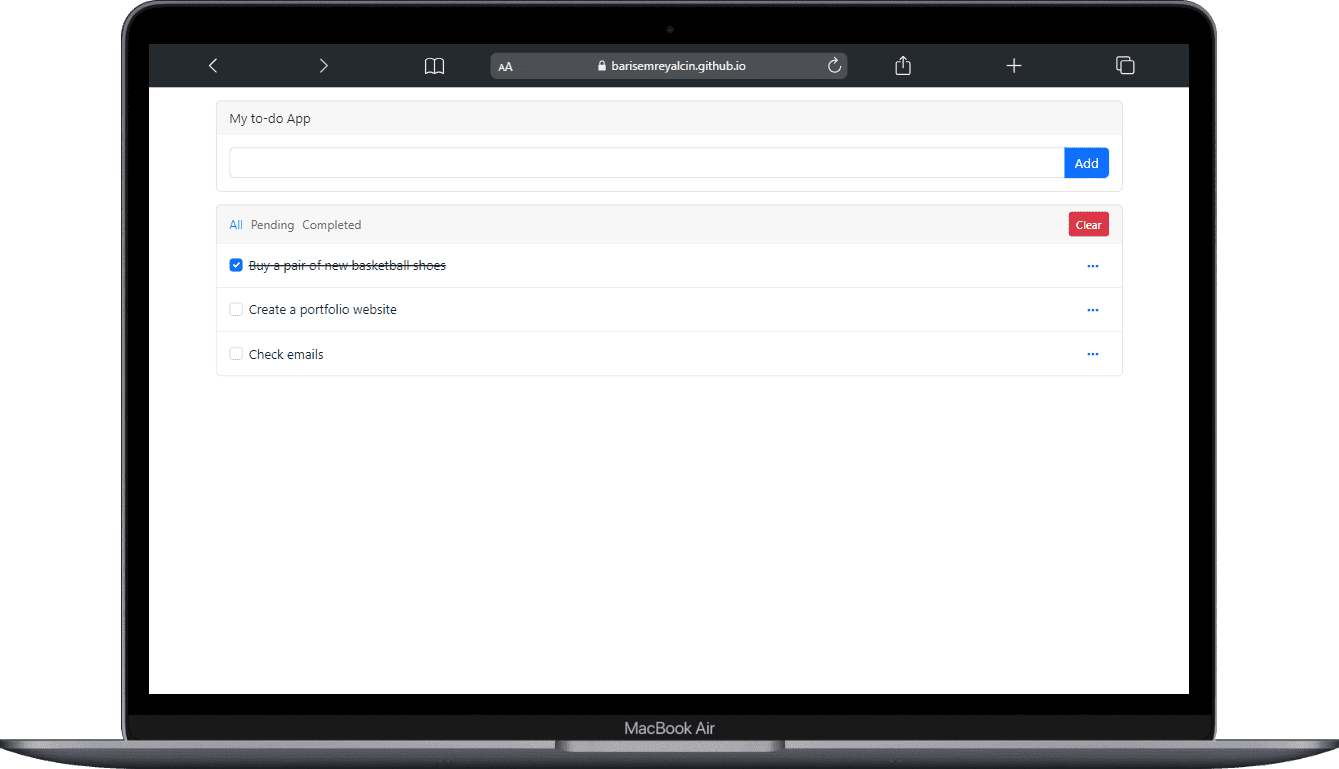 AA barisemreyalcin.github.io
My to-do App
Add
All Pending Completed Clear
Buy a pair of new basketball shoes
Create a portfolio website
Check emails
MacBook Air